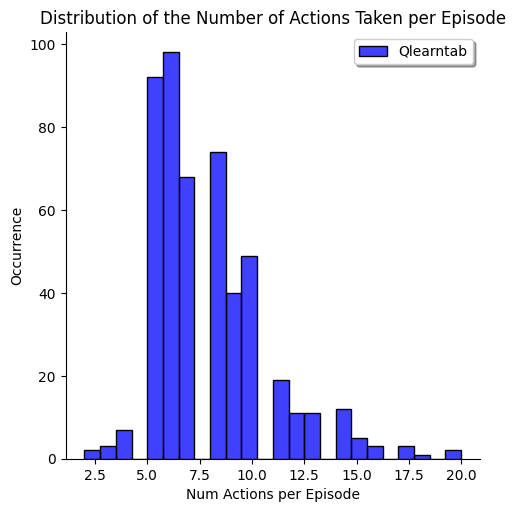 Distribution of the Number of Actions Taken per Episode
Qlearntab
100
80
60
40
20
0
Occurrence
2.5 5.0 7.5 10.0 12.5 15.0 17.5 20.0
Num Actions per Episode